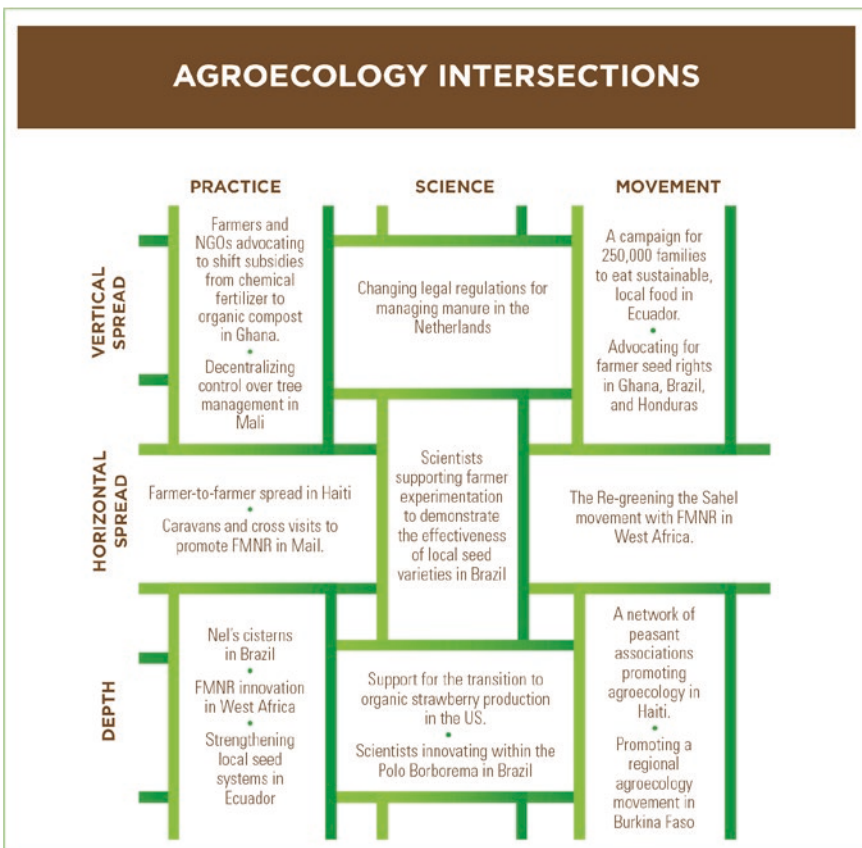 AGROECOLOGY INTERSECTIONS
PRACTICE
SCIENCE
MOVEMENT
VERTICAL
SPREAD
Farmers and
NGOs advocating
to shift subsidies
from chemical
fertilizer to
organic compost
in Ghana.
•
Decentralizing
control over tree
management in
Mali
Changing legal regulations for
managing manure in the
Netherlands
A campaign for
250,000 families
to eat sustainable,
local food in
Ecuador.
•
Advocating for
farmer seed rights
in Ghana, Brazil,
and Honduras
HORIZONTAL
SPREAD
Farmer-to-farmer spread in Haiti
•
Caravans and cross visits to
promote FMNR in Mail.
Scientists
supporting farmer
experimentation
to demonstrate
the effectiveness
of local seed
varieties in Brazil
The Re-greening the Sahel
movement with FMNR in
West Africa.
DEPTH
Nel's cisterns
in Brazil
•
FMNR innovation
in West Africa
•
Strengthening
local seed
systems in
Ecuador
Support for the transition to
organic strawberry production
in the US.
•
Scientists innovating within the
Polo Borborema in Brazil
A network of
peasant
associations
promoting
agroecology in
Haiti.
•
Promoting a
regional
agroecology
movement in
Burkina Faso